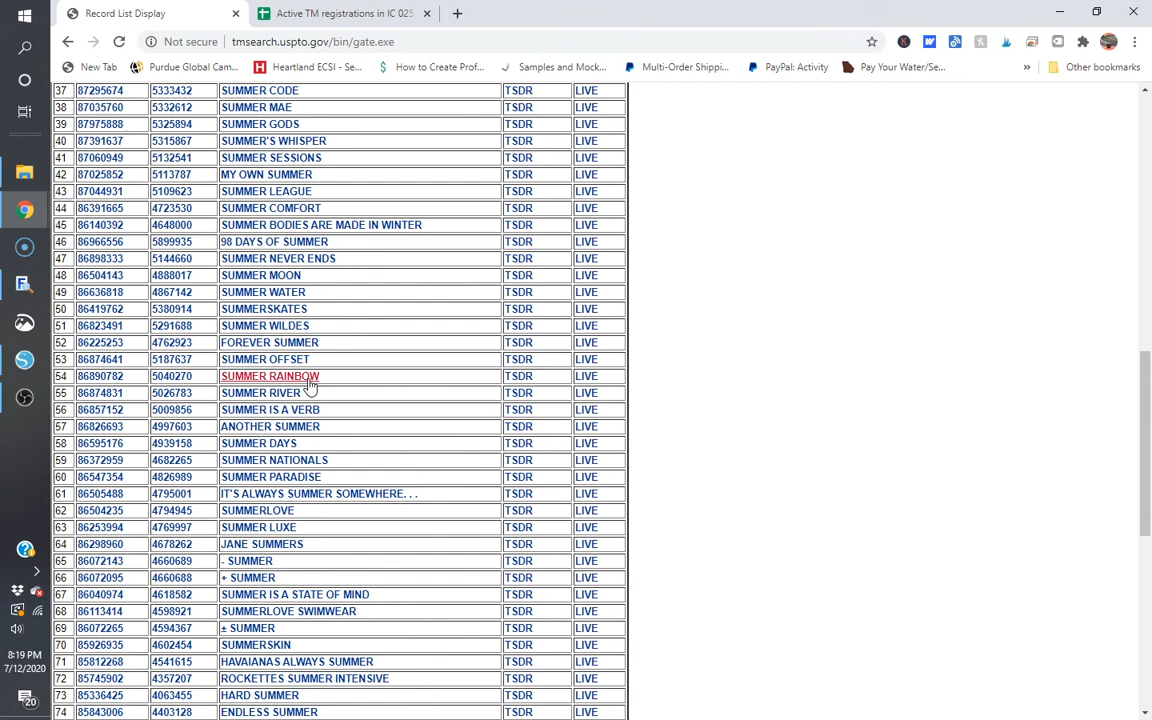 Record List Display
Active TM registrations in IC 025
Not secure
tmsearch.uspto.gov/bin/gate.exe
New Tab
Purdue Global Cam...
Heartland ECSI - Se...
How to Create Prof...
Samples and Mock...
Multi-Order Shippi...
PayPal: Activity
Pay Your Water/Se...
Other bookmarks
37 87295674 5333432 SUMMER CODE TSDR LIVE
38 87035760 5332612 SUMMER MAE TSDR LIVE
39 87975888 5325894 SUMMER GODS TSDR LIVE
40 87391637 5315867 SUMMER'S WHISPER TSDR LIVE
41 87060949 5132541 SUMMER SESSIONS TSDR LIVE
42 87025852 5113787 MY OWN SUMMER TSDR LIVE
43 87044931 5109623 SUMMER LEAGUE TSDR LIVE
44 86391665 4723530 SUMMER COMFORT TSDR LIVE
45 86140392 4648000 SUMMER BODIES ARE MADE IN WINTER TSDR LIVE
46 86966556 5899935 98 DAYS OF SUMMER TSDR LIVE
47 86898333 5144660 SUMMER NEVER ENDS TSDR LIVE
48 86504143 4888017 SUMMER MOON TSDR LIVE
49 86636818 4867142 SUMMER WATER TSDR LIVE
50 86419762 5380914 SUMMERSKATES TSDR LIVE
51 86823491 5291688 SUMMER WILDES TSDR LIVE
52 86225253 4762923 FOREVER SUMMER TSDR LIVE
53 86874641 5187637 SUMMER OFFSET TSDR LIVE
54 86890782 5040270 SUMMER RAINBOW TSDR LIVE
55 86874831 5026783 SUMMER RIVER TSDR LIVE
56 86857152 5009856 SUMMER IS A VERB TSDR LIVE
57 86826693 4997603 ANOTHER SUMMER TSDR LIVE
58 86595176 4939158 SUMMER DAYS TSDR LIVE
59 86372959 4682265 SUMMER NATIONALS TSDR LIVE
60 86547354 4826989 SUMMER PARADISE TSDR LIVE
61 86505488 4795001 IT'S ALWAYS SUMMER SOMEWHERE. . . TSDR LIVE
62 86504235 4794945 SUMMERLOVE TSDR LIVE
63 86253994 4769997 SUMMER LUXE TSDR LIVE
64 86298960 4678262 JANE SUMMERS TSDR LIVE
65 86072143 4660689 - SUMMER TSDR LIVE
66 86072095 4660688 + SUMMER TSDR LIVE
67 86040974 4618582 SUMMER IS A STATE OF MIND TSDR LIVE
68 86113414 4598921 SUMMERLOVE SWIMWEAR TSDR LIVE
69 86072265 4594367 ± SUMMER TSDR LIVE
70 85926935 4602454 SUMMERSKIN TSDR LIVE
71 85812268 4541615 HAVAIANAS ALWAYS SUMMER TSDR LIVE
72 85745902 4357207 ROCKETTES SUMMER INTENSIVE TSDR LIVE
73 85336425 4063455 HARD SUMMER TSDR LIVE
74 85843006 4403128 ENDLESS SUMMER TSDR LIVE
8:19 PM
7/12/2020
20